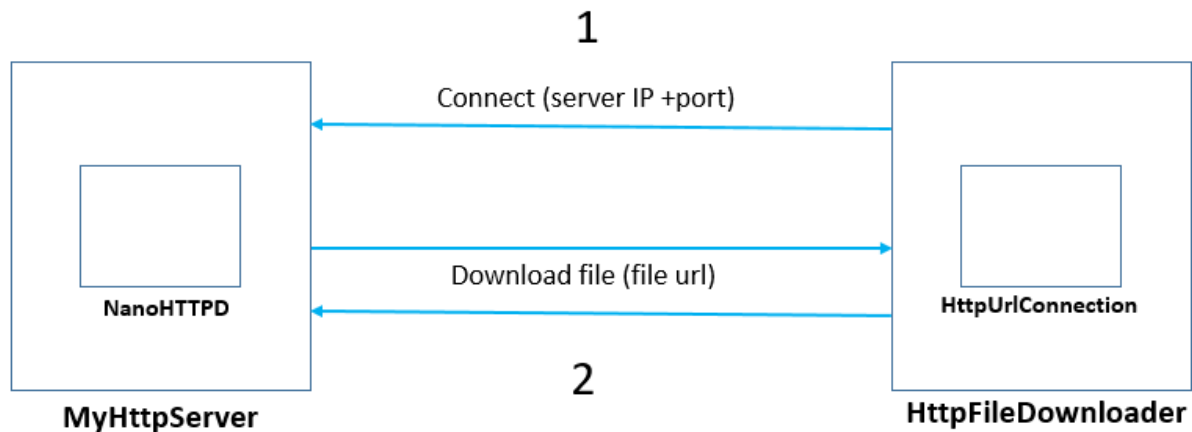 1
Connect (server IP +port)
Download file (file url)
NanoHTTPD
HttpUrlConnection
2
MyHttpServer
HttpFileDownloader